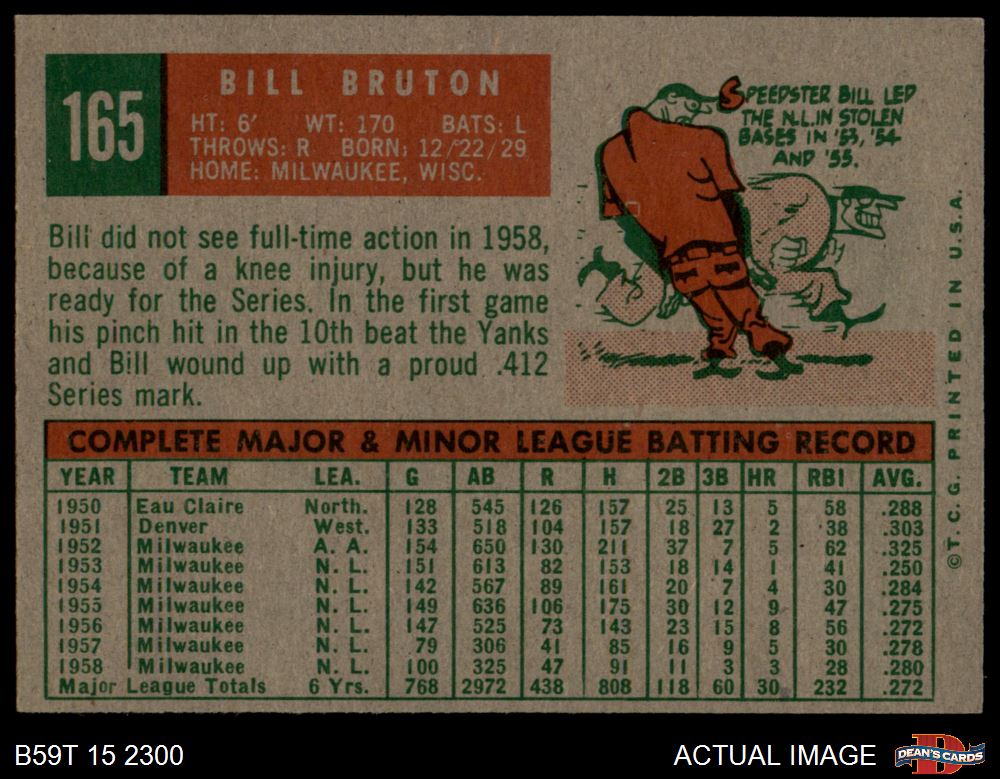 165
BILL BRUTON
HT: 6' WT: 170 BATS: L
THROWS: R BORN: 12/22/29
HOME: MILWAUKEE, WISC.
SPEEDSTER BILL LED
THE N.L. IN STOLEN
BASES IN '53, '54
AND '55.
Bill did not see full-time action in 1958,
because of a knee injury, but he was
ready for the Series. In the first game
his pinch hit in the 10th beat the Yanks
and Bill wound up with a proud .412
Series mark.
COMPLETE MAJOR & MINOR LEAGUE BATTING RECORD
YEAR TEAM LEA. G AB R H 2B 3B HR RBI AVG.
1950 Eau Claire North. 128 545 126 157 25 13 5 58 .288
1951 Denver West. 133 518 104 157 18 27 2 38 .303
1952 Milwaukee A. A. 154 650 130 211 37 7 5 62 .325
1953 Milwaukee N. L. 151 613 82 153 18 14 1 41 .250
1954 Milwaukee N. L. 142 567 89 161 20 7 4 30 .284
1955 Milwaukee N. L. 149 636 106 175 30 12 9 47 .275
1956 Milwaukee N. L. 147 525 73 143 23 15 8 56 .272
1957 Milwaukee N. L. 79 306 41 85 16 9 5 30 .278
1958 Milwaukee N. L. 100 325 47 91 11 3 3 28 .280
Major League Totals 6 Yrs. 768 2972 438 808 118 60 30 232 .272
©T. C. G. PRINTED IN U.S.A.
B59T 15 2300
ACTUAL IMAGE
DEAN'S CARDS